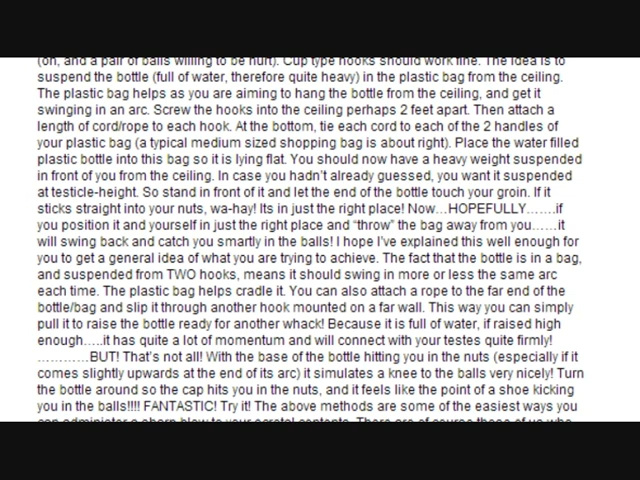 (oh, and a pair of balls willing to be hurt). Cup type hooks should work fine. The idea is to
suspend the bottle (full of water, therefore quite heavy) in the plastic bag from the ceiling.
The plastic bag helps as you are aiming to hang the bottle from the ceiling, and get it
swinging in an arc. Screw the hooks into the ceiling perhaps 2 feet apart. Then attach a
length of cord/rope to each hook. At the bottom, tie each cord to each of the 2 handles of
your plastic bag (a typical medium sized shopping bag is about right). Place the water filled
plastic bottle into this bag so it is lying flat. You should now have a heavy weight suspended
in front of you from the ceiling. In case you hadn't already guessed, you want it suspended
at testicle-height. So stand in front of it and let the end of the bottle touch your groin. If it
sticks straight into your nuts, wa-hay! Its in just the right place! Now…HOPEFULLY…….if
you position it and yourself in just the right place and “throw” the bag away from you……it
will swing back and catch you smartly in the balls! I hope I've explained this well enough for
you to get a general idea of what you are trying to achieve. The fact that the bottle is in a bag,
and suspended from TWO hooks, means it should swing in more or less the same arc
each time. The plastic bag helps cradle it. You can also attach a rope to the far end of the
bottle/bag and slip it through another hook mounted on a far wall. This way you can simply
pull it to raise the bottle ready for another whack! Because it is full of water, if raised high
enough…..it has quite a lot of momentum and will connect with your testes quite firmly!
…………BUT! That's not all! With the base of the bottle hitting you in the nuts (especially if it
comes slightly upwards at the end of its arc) it simulates a knee to the balls very nicely! Turn
the bottle around so the cap hits you in the nuts, and it feels like the point of a shoe kicking
you in the balls!!!! FANTASTIC! Try it! The above methods are some of the easiest ways you
can administer a sharp blow to your scrotal contents. There are of course those of us who